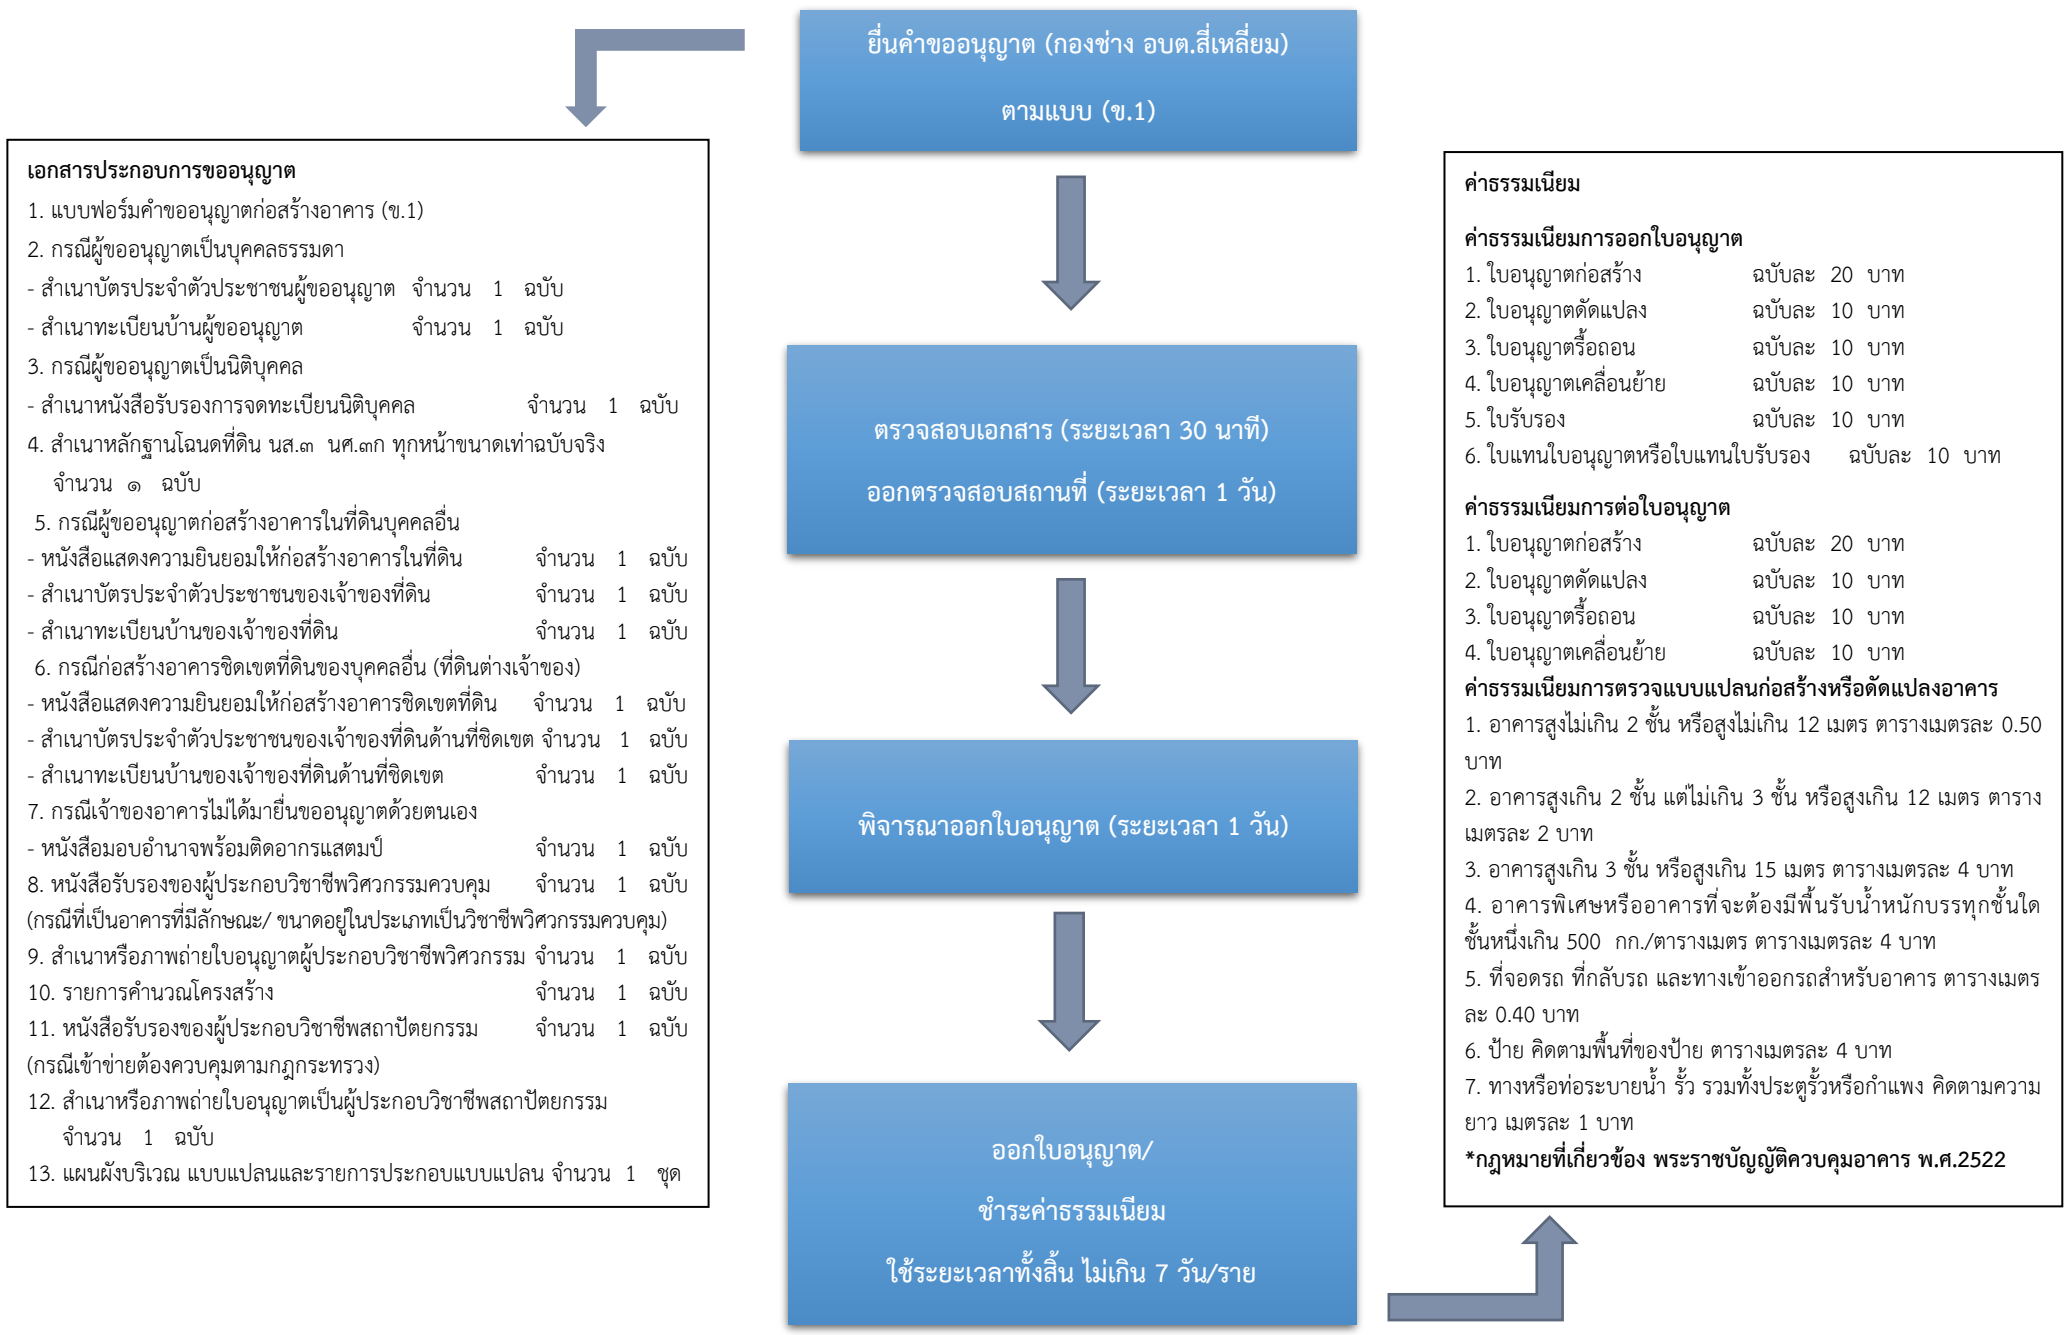 ยื่นคำขออนุญาต (กองช่าง อบต.สี่เหลี่ยม)
ตามแบบ (ข.1)
เอกสารประกอบการขออนุญาต
1. แบบฟอร์มคำขออนุญาตก่อสร้างอาคาร (ข.1)
2. กรณีผู้ขออนุญาตเป็นบุคคลธรรมดา
- สำเนาบัตรประจำตัวประชาชนผู้ขออนุญาต จำนวน 1 ฉบับ
- สำเนาทะเบียนบ้านผู้ขออนุญาต จำนวน 1 ฉบับ
3. กรณีผู้ขออนุญาตเป็นนิติบุคคล
- สำเนาหนังสือรับรองการจดทะเบียนนิติบุคคล จำนวน 1 ฉบับ
4. สำเนาหลักฐานโฉนดที่ดิน นส.๓ นศ.๓ก ทุกหน้าขนาดเท่าฉบับจริง
จำนวน ๑ ฉบับ
5. กรณีผู้ขออนุญาตก่อสร้างอาคารในที่ดินบุคคลอื่น
- หนังสือแสดงความยินยอมให้ก่อสร้างอาคารในที่ดิน จำนวน 1 ฉบับ
- สำเนาบัตรประจำตัวประชาชนของเจ้าของที่ดิน จำนวน 1 ฉบับ
- สำเนาทะเบียนบ้านของเจ้าของที่ดิน จำนวน 1 ฉบับ
6. กรณีก่อสร้างอาคารชิดเขตที่ดินของบุคคลอื่น (ที่ดินต่างเจ้าของ)
- หนังสือแสดงความยินยอมให้ก่อสร้างอาคารชิดเขตที่ดิน จำนวน 1 ฉบับ
- สำเนาบัตรประจำตัวประชาชนของเจ้าของที่ดินด้านที่ชิดเขต จำนวน 1 ฉบับ
- สำเนาทะเบียนบ้านของเจ้าของที่ดินด้านที่ชิดเขต จำนวน 1 ฉบับ
7. กรณีเจ้าของอาคารไม่ได้มายื่นขออนุญาตด้วยตนเอง
- หนังสือมอบอำนาจพร้อมติดอากรแสตมป์ จำนวน 1 ฉบับ
8. หนังสือรับรองของผู้ประกอบวิชาชีพวิศวกรรมควบคุม จำนวน 1 ฉบับ
(กรณีที่เป็นอาคารที่มีลักษณะ/ ขนาดอยู่ในประเภทเป็นวิชาชีพวิศวกรรมควบคุม)
9. สำเนาหรือภาพถ่ายใบอนุญาตผู้ประกอบวิชาชีพวิศวกรรม จำนวน 1 ฉบับ
10. รายการคำนวณโครงสร้าง จำนวน 1 ฉบับ
11. หนังสือรับรองของผู้ประกอบวิชาชีพสถาปัตยกรรม จำนวน 1 ฉบับ
(กรณีเข้าข่ายต้องควบคุมตามกฎกระทรวง)
12. สำเนาหรือภาพถ่ายใบอนุญาตเป็นผู้ประกอบวิชาชีพสถาปัตยกรรม
จำนวน 1 ฉบับ
13. แผนผังบริเวณ แบบแปลนและรายการประกอบแบบแปลน จำนวน 1 ชุด
ตรวจสอบเอกสาร (ระยะเวลา 30 นาที)
ออกตรวจสอบสถานที่ (ระยะเวลา 1 วัน)
พิจารณาออกใบอนุญาต (ระยะเวลา 1 วัน)
ออกใบอนุญาต/
ชำระค่าธรรมเนียม
ใช้ระยะเวลาทั้งสิ้น ไม่เกิน 7 วัน/ราย
ค่าธรรมเนียม
ค่าธรรมเนียมการออกใบอนุญาต
1. ใบอนุญาตก่อสร้าง ฉบับละ 20 บาท
2. ใบอนุญาตดัดแปลง ฉบับละ 10 บาท
3. ใบอนุญาตรื้อถอน ฉบับละ 10 บาท
4. ใบอนุญาตเคลื่อนย้าย ฉบับละ 10 บาท
5. ใบรับรอง ฉบับละ 10 บาท
6. ใบแทนใบอนุญาตหรือใบแทนใบรับรอง ฉบับละ 10 บาท
ค่าธรรมเนียมการต่อใบอนุญาต
1. ใบอนุญาตก่อสร้าง ฉบับละ 20 บาท
2. ใบอนุญาตดัดแปลง ฉบับละ 10 บาท
3. ใบอนุญาตรื้อถอน ฉบับละ 10 บาท
4. ใบอนุญาตเคลื่อนย้าย ฉบับละ 10 บาท
ค่าธรรมเนียมการตรวจแบบแปลนก่อสร้างหรือดัดแปลงอาคาร
1. อาคารสูงไม่เกิน 2 ชั้น หรือสูงไม่เกิน 12 เมตร ตารางเมตรละ 0.50
บาท
2. อาคารสูงเกิน 2 ชั้น แต่ไม่เกิน 3 ชั้น หรือสูงเกิน 12 เมตร ตาราง
เมตรละ 2 บาท
3. อาคารสูงเกิน 3 ชั้น หรือสูงเกิน 15 เมตร ตารางเมตรละ 4 บาท
4. อาคารพิเศษหรืออาคารที่จะต้องมีพื้นรับน้ำหนักบรรทุกชั้นใด
ชั้นหนึ่งเกิน 500 กก./ตารางเมตร ตารางเมตรละ 4 บาท
5. ที่จอดรถ ที่กลับรถ และทางเข้าออกรถสำหรับอาคาร ตารางเมตร
ละ 0.40 บาท
6. ป้าย คิดตามพื้นที่ของป้าย ตารางเมตรละ 4 บาท
7. ทางหรือท่อระบายน้ำ รั้ว รวมทั้งประตูรั้วหรือกำแพง คิดตามความ
ยาว เมตรละ 1 บาท
*กฎหมายที่เกี่ยวข้อง พระราชบัญญัติควบคุมอาคาร พ.ศ.2522